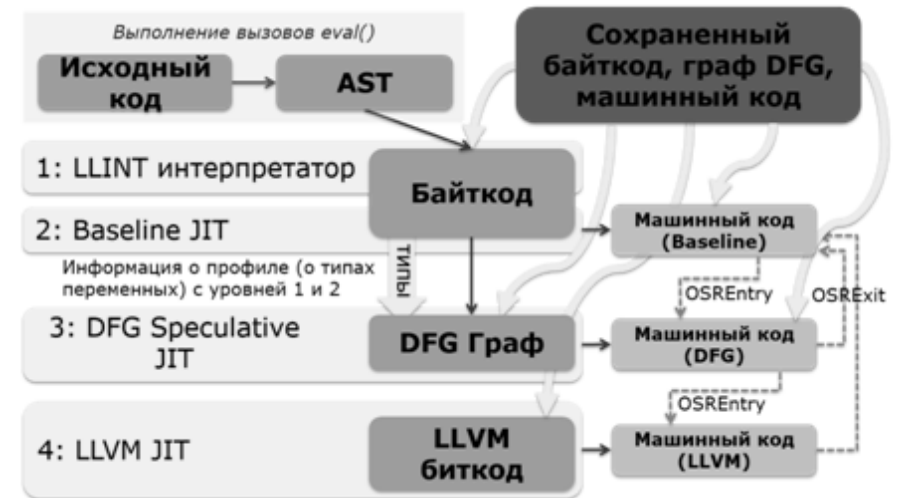 Выполнение вызовов eval()
Исходный
код
AST
Сохраненный
байткод, граф DFG,
машинный код
1: LLINT интерпретатор
Байткод
2: Baseline JIT
Машинный код
(Baseline)
Информация о профиле (о типах
переменных) с уровней 1 и 2
типы
OSREntry
OSRExit
3: DFG Speculative
JIT
DFG Граф
Машинный код
(DFG)
OSREntry
4: LLVM JIT
LLVM
биткод
Машинный код
(LLVM)